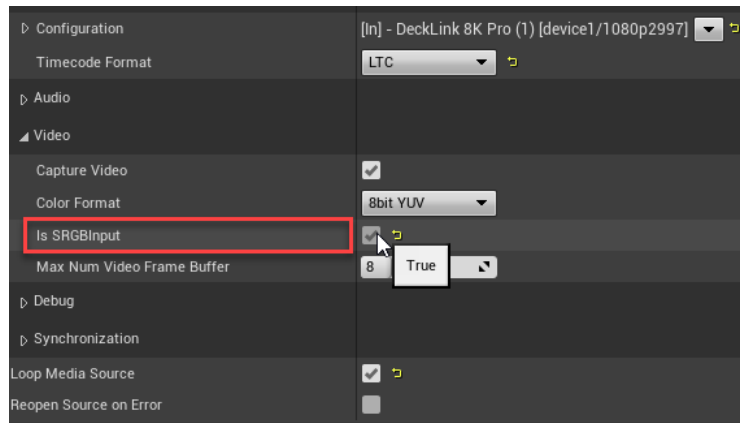 Configuration [In] - DeckLink 8K Pro (1) [device1/1080p2997]
Timecode Format LTC
Audio
Video
Capture Video
Color Format 8bit YUV
Is SRGBInput
True
Max Num Video Frame Buffer 8
Debug
Synchronization
Loop Media Source
Reopen Source on Error